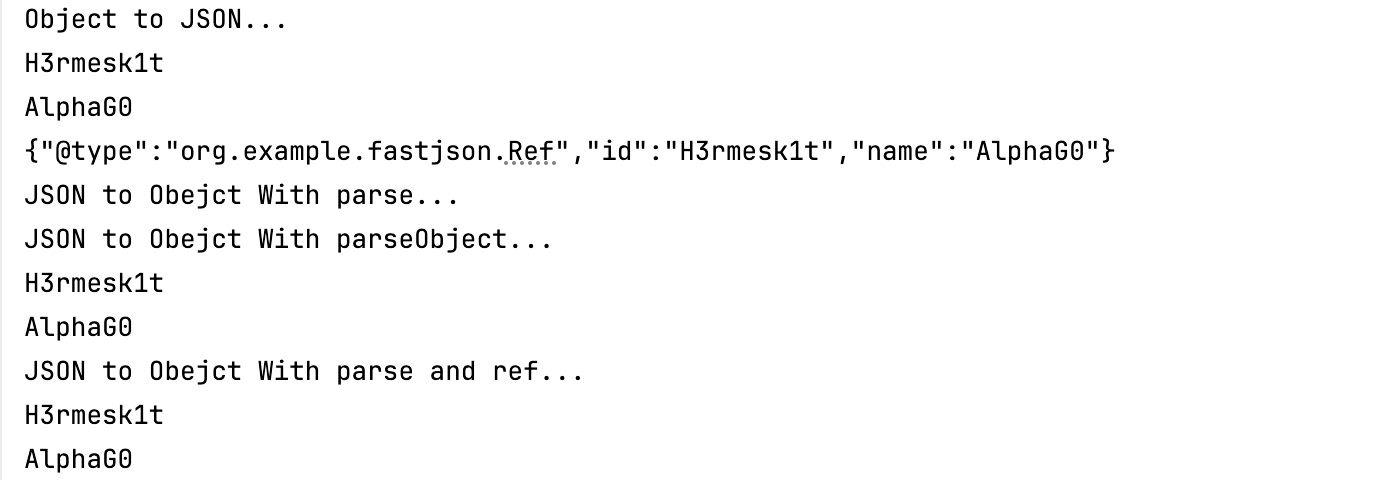 Object to JSON...
H3rmesk1t
AlphaG0
{"@type":"org.example.fastjson.Ref","id":"H3rmesk1t","name":"AlphaG0"}
JSON to Obejct With parse...
JSON to Obejct With parseObject...
H3rmesk1t
AlphaG0
JSON to Obejct With parse and ref...
H3rmesk1t
AlphaG0